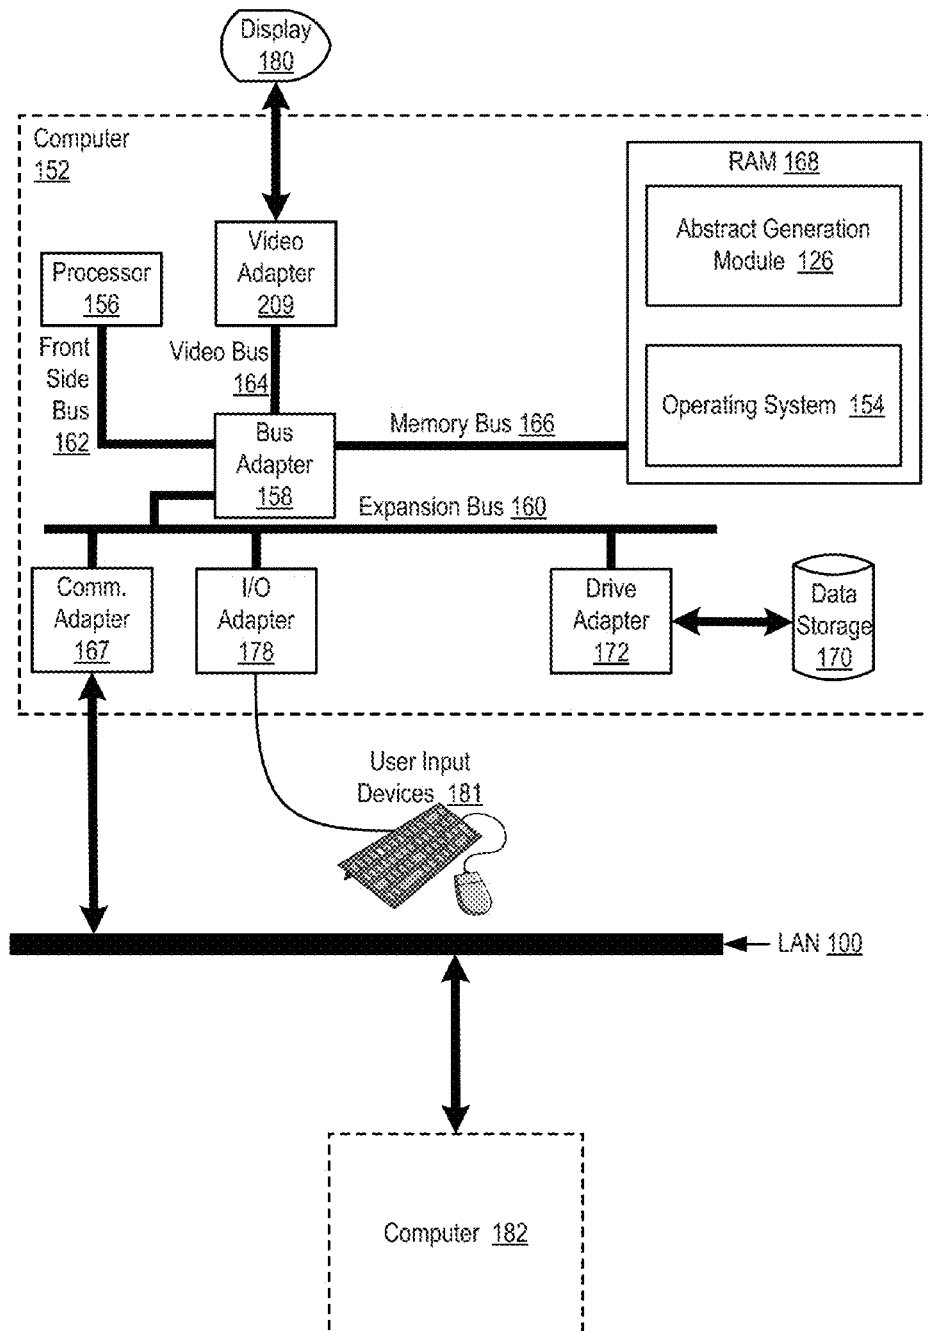 Display
180
Computer
152
RAM 168
Abstract Generation
Module 126
Video
Adapter
209
Processor
156
Front
Side
Bus
162
Video Bus
164
Operating System 154
Bus
Adapter
158
Memory Bus 166
Expansion Bus 160
Comm.
Adapter
167
I/O
Adapter
178
Drive
Adapter
172
Data
Storage
170
User Input
Devices 181
LAN 100
Computer 182